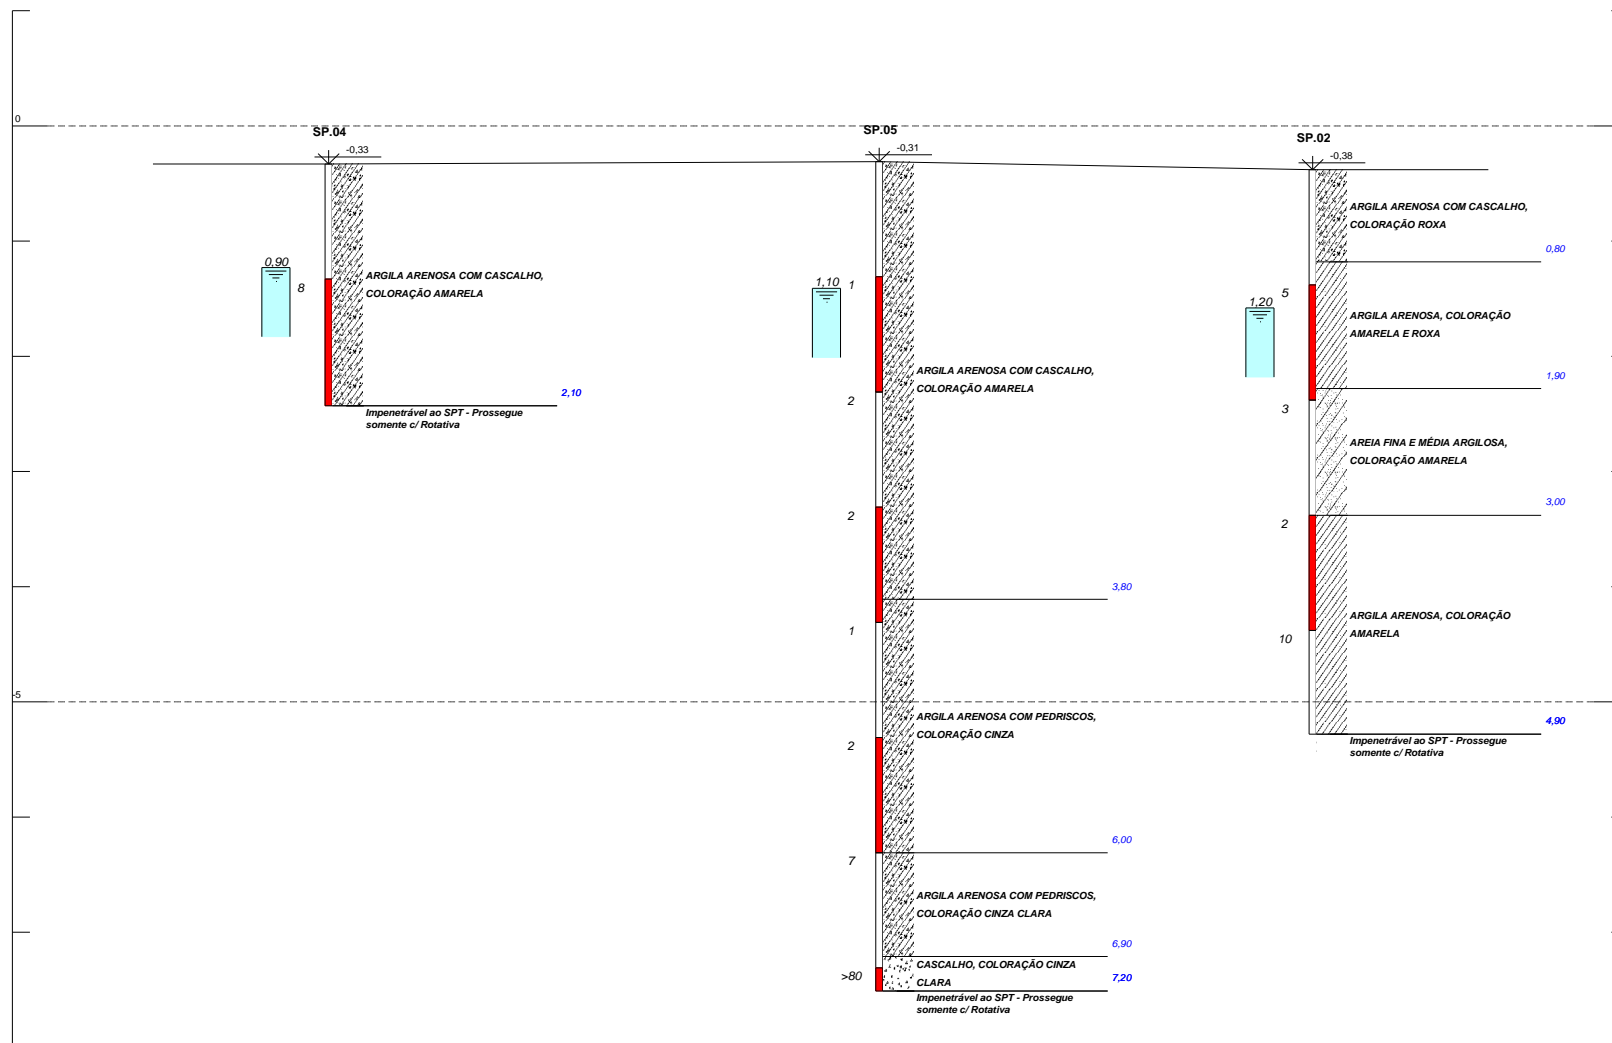 0
SP.04
-0,33
0,90
8
ARGILA ARENOSA COM CASCALHO,
COLORAÇÃO AMARELA
2,10
Impenetrável ao SPT - Prossegue
somente c/ Rotativa
SP.05
-0,31
1,10
1
2
ARGILA ARENOSA COM CASCALHO,
COLORAÇÃO AMARELA
2
3,80
1
ARGILA ARENOSA COM PEDRISCOS,
COLORAÇÃO CINZA
2
6,00
7
ARGILA ARENOSA COM PEDRISCOS,
COLORAÇÃO CINZA CLARA
6,90
>80
CASCALHO, COLORAÇÃO CINZA
CLARA
7,20
Impenetrável ao SPT - Prossegue
somente c/ Rotativa
SP.02
-0,38
ARGILA ARENOSA COM CASCALHO,
COLORAÇÃO ROXA
0,80
5
1,20
ARGILA ARENOSA, COLORAÇÃO
AMARELA E ROXA
1,90
3
AREIA FINA E MÉDIA ARGILOSA,
COLORAÇÃO AMARELA
3,00
2
ARGILA ARENOSA, COLORAÇÃO
AMARELA
10
4,90
Impenetrável ao SPT - Prossegue
somente c/ Rotativa
-5